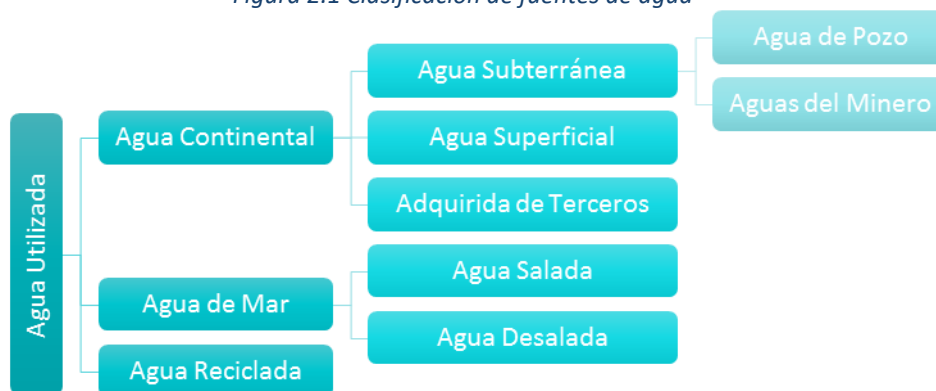 Figura 2.1 Clasificación de fuentes de agua
Agua Utilizada
Agua Continental
Agua Subterránea
Agua de Pozo
Aguas del Minero
Agua Superficial
Adquirida de Terceros
Agua de Mar
Agua Salada
Agua Desalada
Agua Reciclada